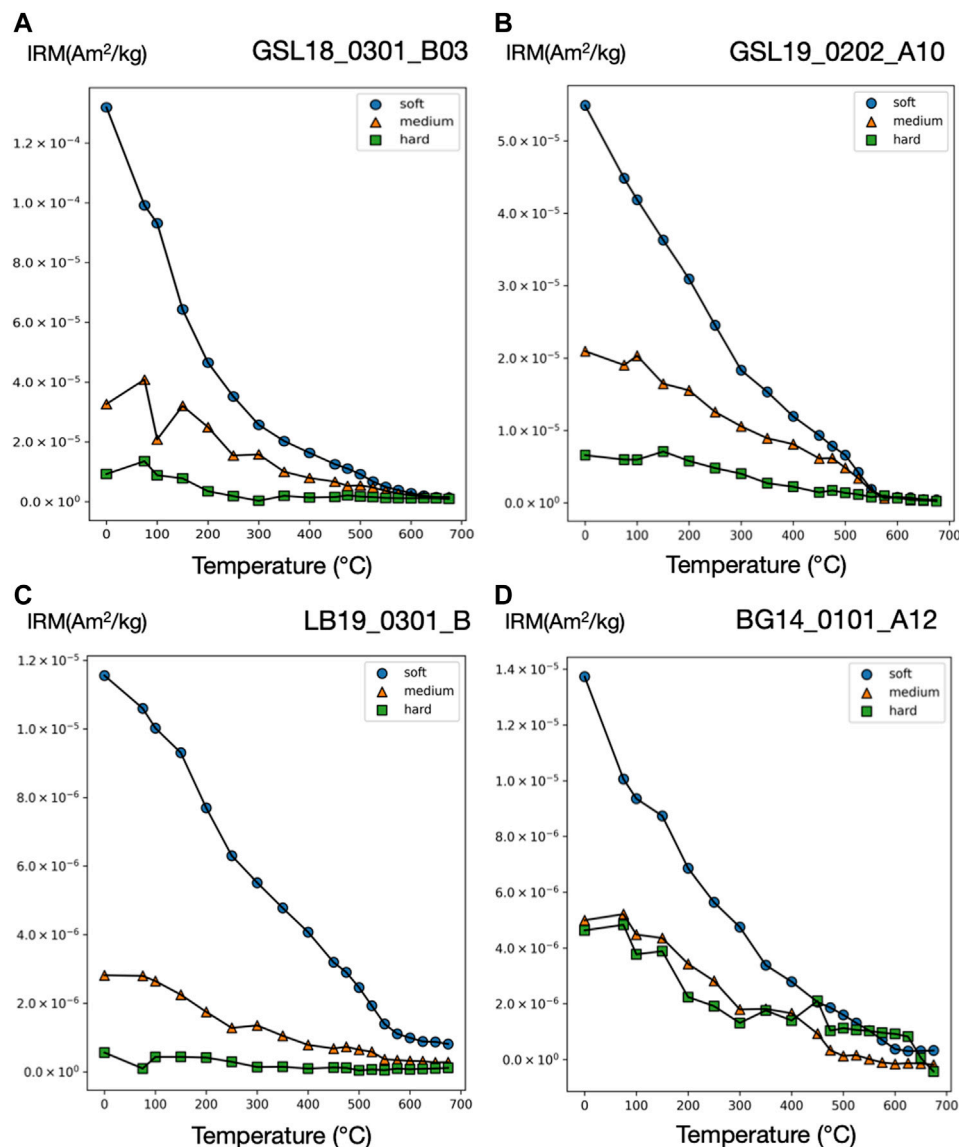 A
IRM(Am²/kg) GSL18_0301_B03
soft
medium
hard
1.2 × 10⁻⁴
1.0 × 10⁻⁴
8.0 × 10⁻⁵
6.0 × 10⁻⁵
4.0 × 10⁻⁵
2.0 × 10⁻⁵
0.0 × 10⁰
0 100 200 300 400 500 600 700
Temperature (°C)
B
IRM(Am²/kg) GSL19_0202_A10
soft
medium
hard
5.0 × 10⁻⁵
4.0 × 10⁻⁵
3.0 × 10⁻⁵
2.0 × 10⁻⁵
1.0 × 10⁻⁵
0.0 × 10⁰
0 100 200 300 400 500 600 700
Temperature (°C)
C
IRM(Am²/kg) LB19_0301_B
1.2 × 10⁻⁵
soft
medium
hard
1.0 × 10⁻⁵
8.0 × 10⁻⁶
6.0 × 10⁻⁶
4.0 × 10⁻⁶
2.0 × 10⁻⁶
0.0 × 10⁰
0 100 200 300 400 500 600 700
Temperature (°C)
D
IRM(Am²/kg) BG14_0101_A12
1.4 × 10⁻⁵
soft
medium
hard
1.2 × 10⁻⁵
1.0 × 10⁻⁵
8.0 × 10⁻⁶
6.0 × 10⁻⁶
4.0 × 10⁻⁶
2.0 × 10⁻⁶
0.0 × 10⁰
0 100 200 300 400 500 600 700
Temperature (°C)